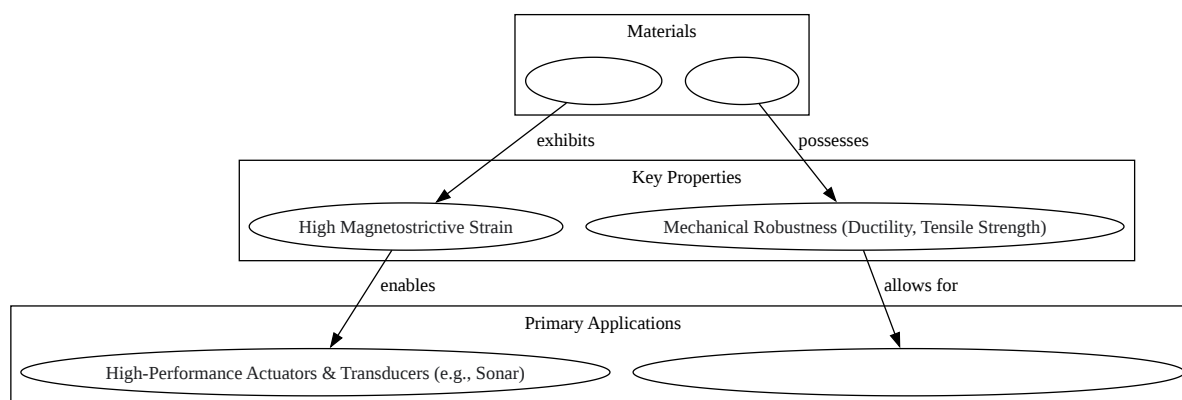 Materials
exhibits
possesses
Key Properties
High Magnetostrictive Strain
Mechanical Robustness (Ductility, Tensile Strength)
enables
allows for
Primary Applications
High-Performance Actuators & Transducers (e.g., Sonar)